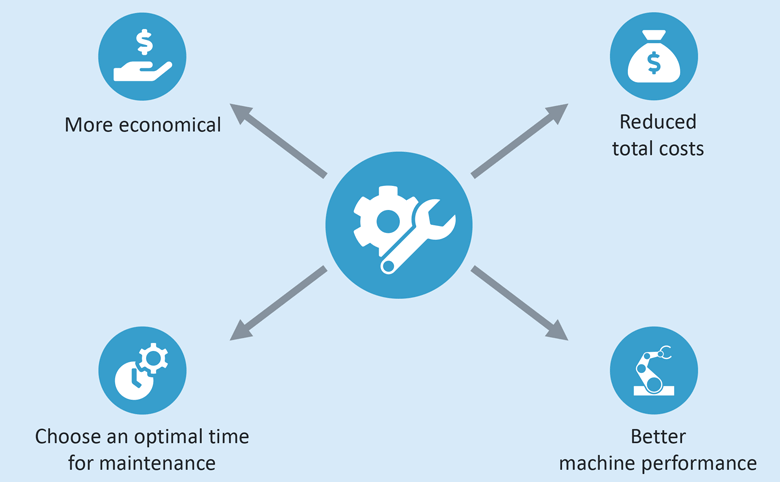 $
$
More economical
Reduced
total costs
Choose an optimal time
for maintenance
Better
machine performance